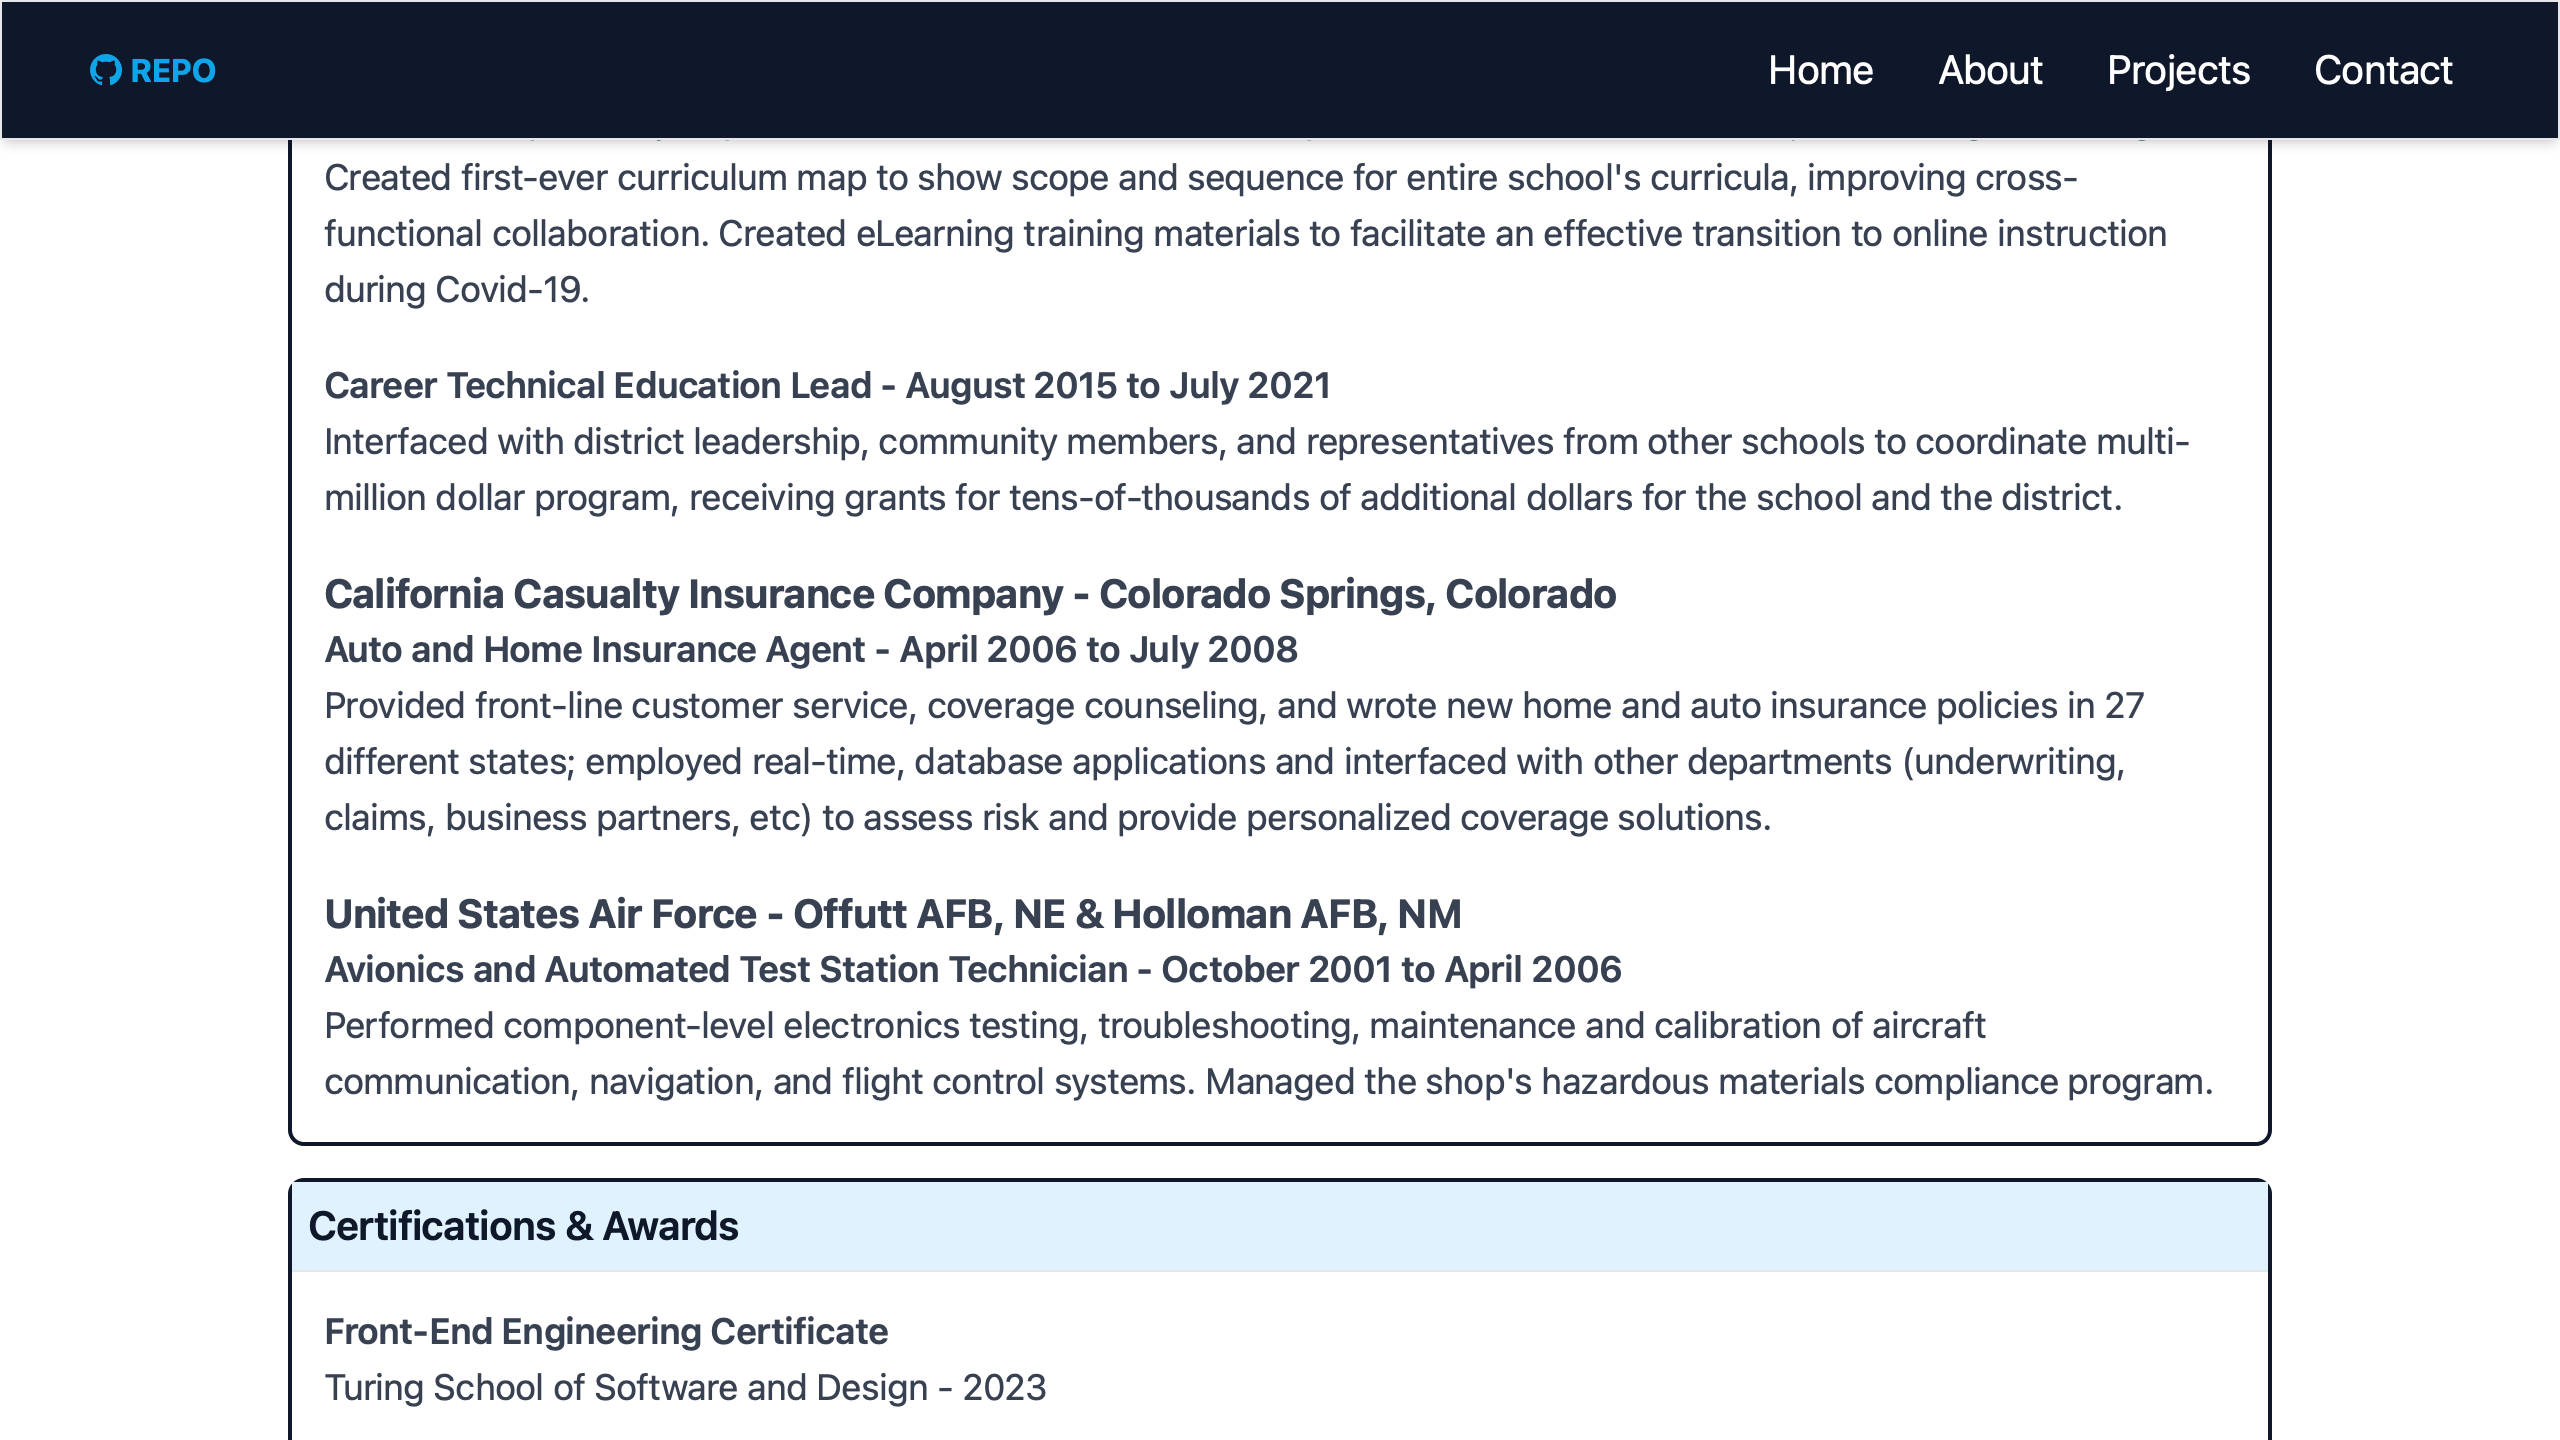 REPO
Home About Projects Contact
Created first-ever curriculum map to show scope and sequence for entire school's curricula, improving cross-
functional collaboration. Created eLearning training materials to facilitate an effective transition to online instruction
during Covid-19.
Career Technical Education Lead - August 2015 to July 2021
Interfaced with district leadership, community members, and representatives from other schools to coordinate multi-
million dollar program, receiving grants for tens-of-thousands of additional dollars for the school and the district.
California Casualty Insurance Company - Colorado Springs, Colorado
Auto and Home Insurance Agent - April 2006 to July 2008
Provided front-line customer service, coverage counseling, and wrote new home and auto insurance policies in 27
different states; employed real-time, database applications and interfaced with other departments (underwriting,
claims, business partners, etc) to assess risk and provide personalized coverage solutions.
United States Air Force - Offutt AFB, NE & Holloman AFB, NM
Avionics and Automated Test Station Technician - October 2001 to April 2006
Performed component-level electronics testing, troubleshooting, maintenance and calibration of aircraft
communication, navigation, and flight control systems. Managed the shop's hazardous materials compliance program.
Certifications & Awards
Front-End Engineering Certificate
Turing School of Software and Design - 2023